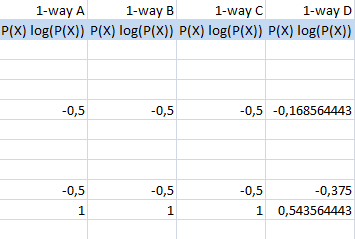 1-way A 1-way B 1-way C 1-way D
P(X) log(P(X)) P(X) log(P(X)) P(X) log(P(X)) P(X) log(P(X))
-0,5 -0,5 -0,5 -0,168564443
-0,5 -0,5 -0,5 -0,375
1 1 1 0,543564443